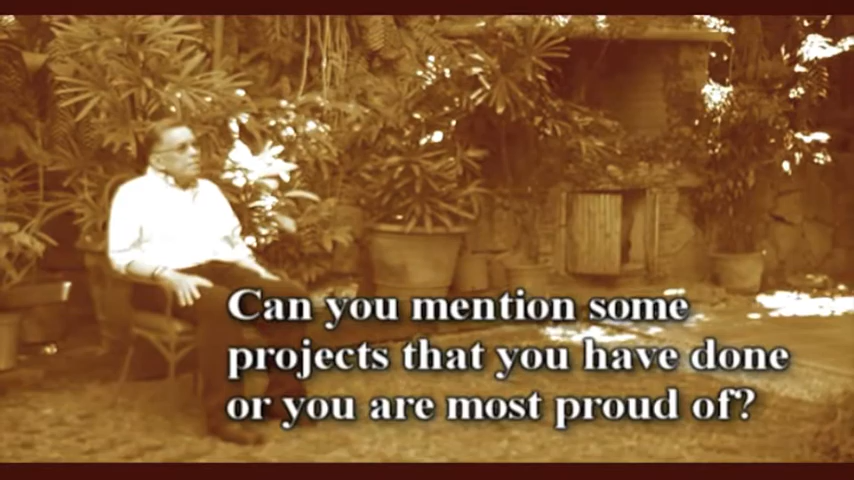 Can you mention some
projects that you have done
or you are most proud of?